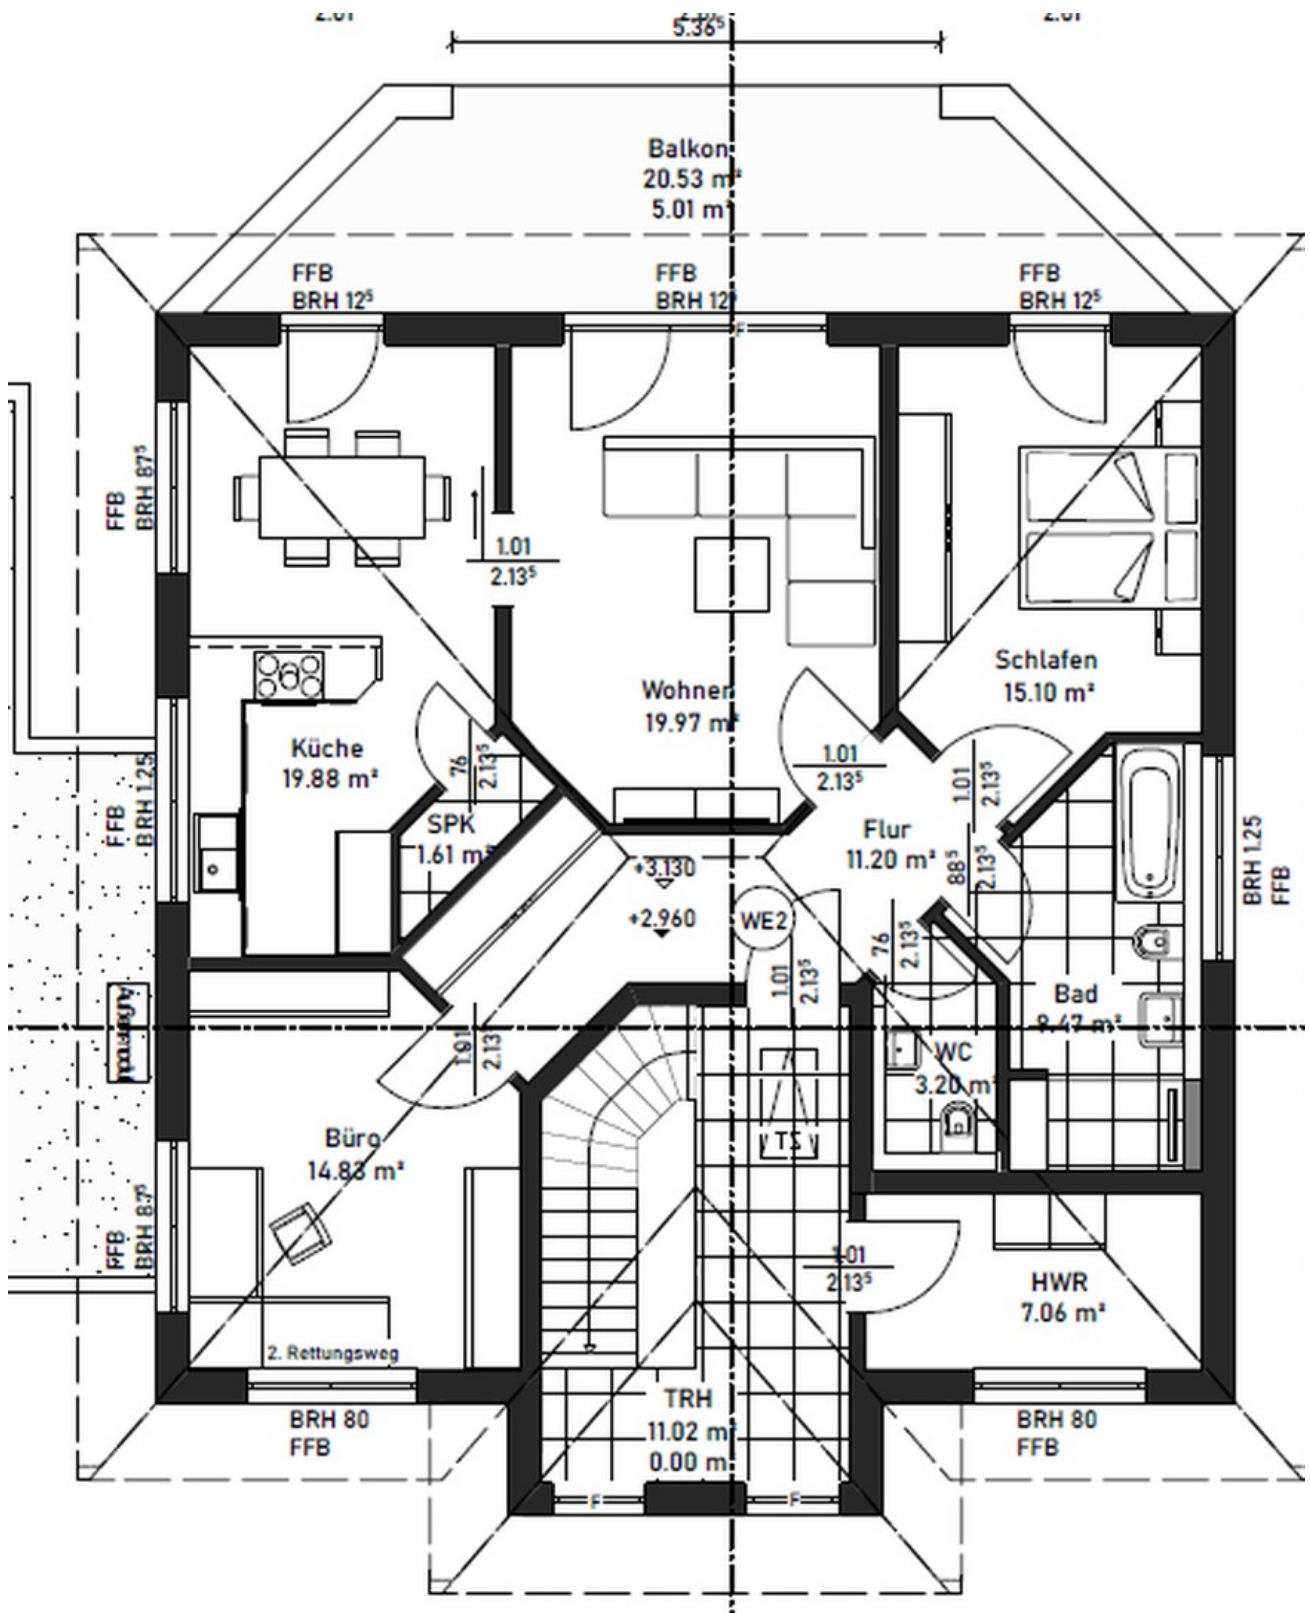 5.36⁵
Balkon
20.53 m²
5.01 m²
FFB
BRH 12⁵
FFB
BRH 12⁵
FFB
BRH 12⁵
F
FFB
BRH 87⁵
1.01
2.13⁵
Schlafen
15.10 m²
Wohnen
19.97 m²
Küche
19.88 m²
76
2.13⁵
1.01
2.13⁵
1.01
2.13⁵
FFB
BRH 1.25
SPK
1.61 m²
Flur
11.20 m²
88⁵
2.13⁵
BRH 1.25
FFB
+3.130
+2.960
WE2
76
2.13⁵
1.01
2.13⁵
Bad
9.47 m²
1.01
2.13⁵
WC
3.20 m²
Büro
14.83 m²
FFB
BRH 87⁵
1.01
2.13⁵
HWR
7.06 m²
2. Rettungsweg
TRH
11.02 m²
0.00 m
BRH 80
FFB
BRH 80
FFB
F
F